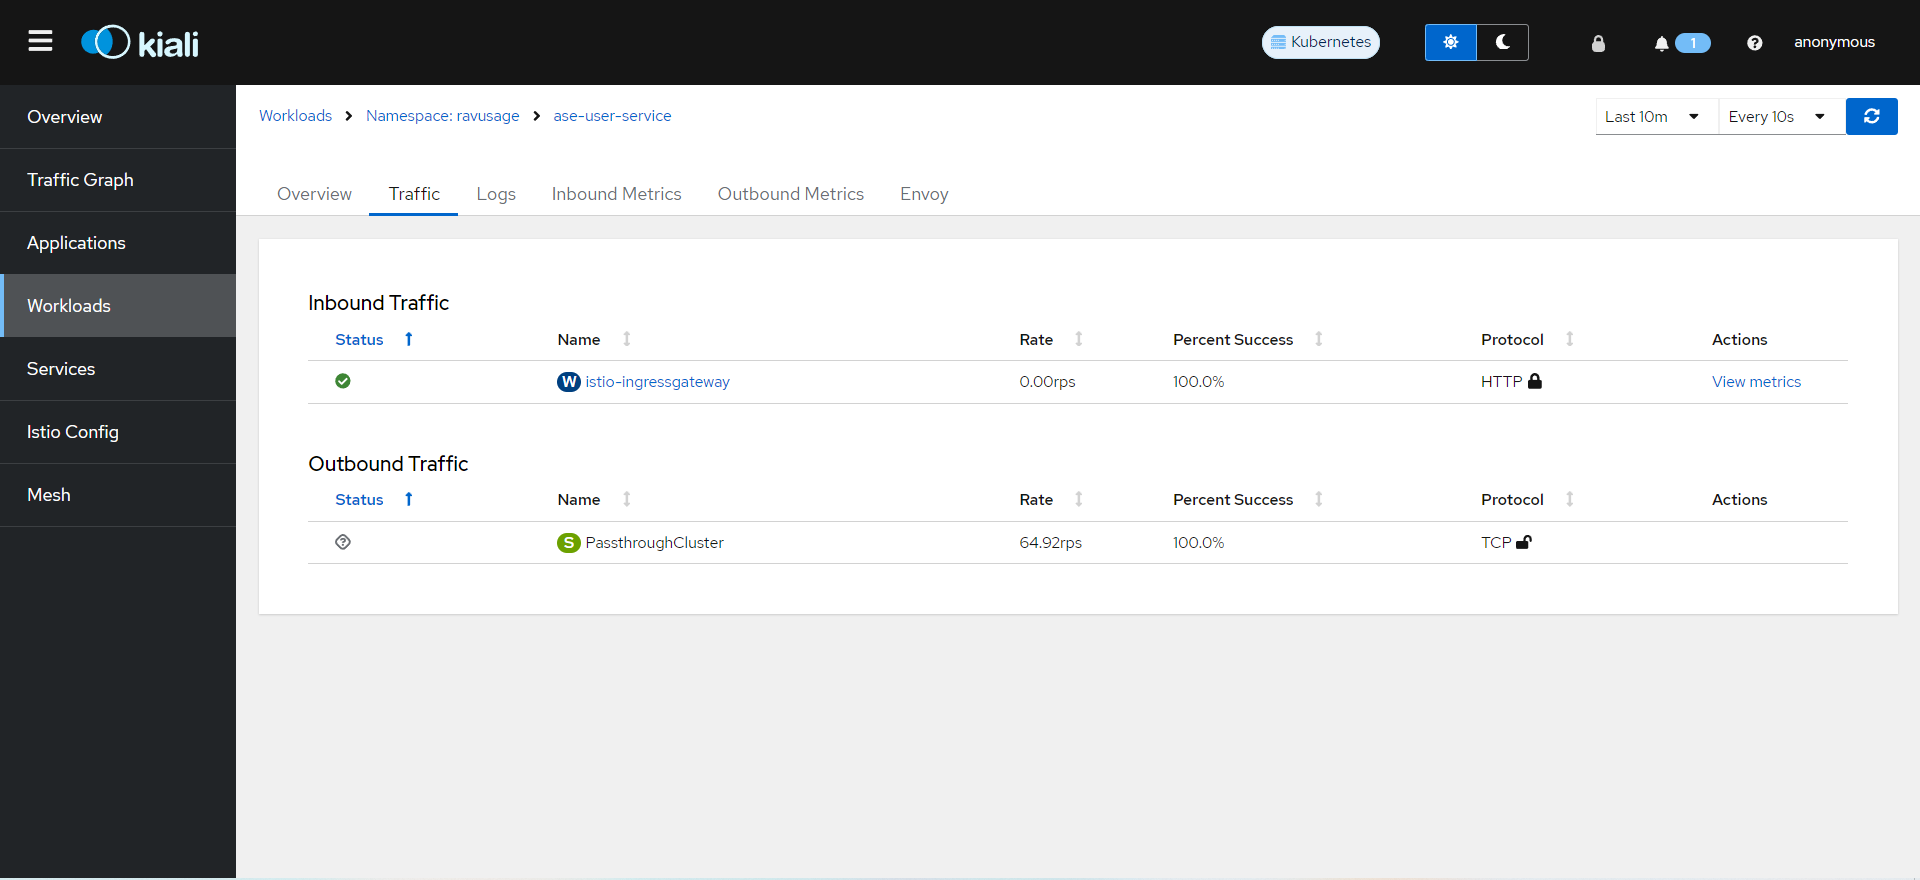 kiali
Kubernetes
1
anonymous
Overview
Traffic Graph
Applications
Workloads
Services
Istio Config
Mesh
Workloads Namespace: ravusage ase-user-service
Last 10m Every 10s
Overview Traffic Logs Inbound Metrics Outbound Metrics Envoy
Inbound Traffic
Status Name Rate Percent Success Protocol Actions
W istio-ingressgateway 0.00rps 100.0% HTTP View metrics
Outbound Traffic
Status Name Rate Percent Success Protocol Actions
S PassthroughCluster 64.92rps 100.0% TCP